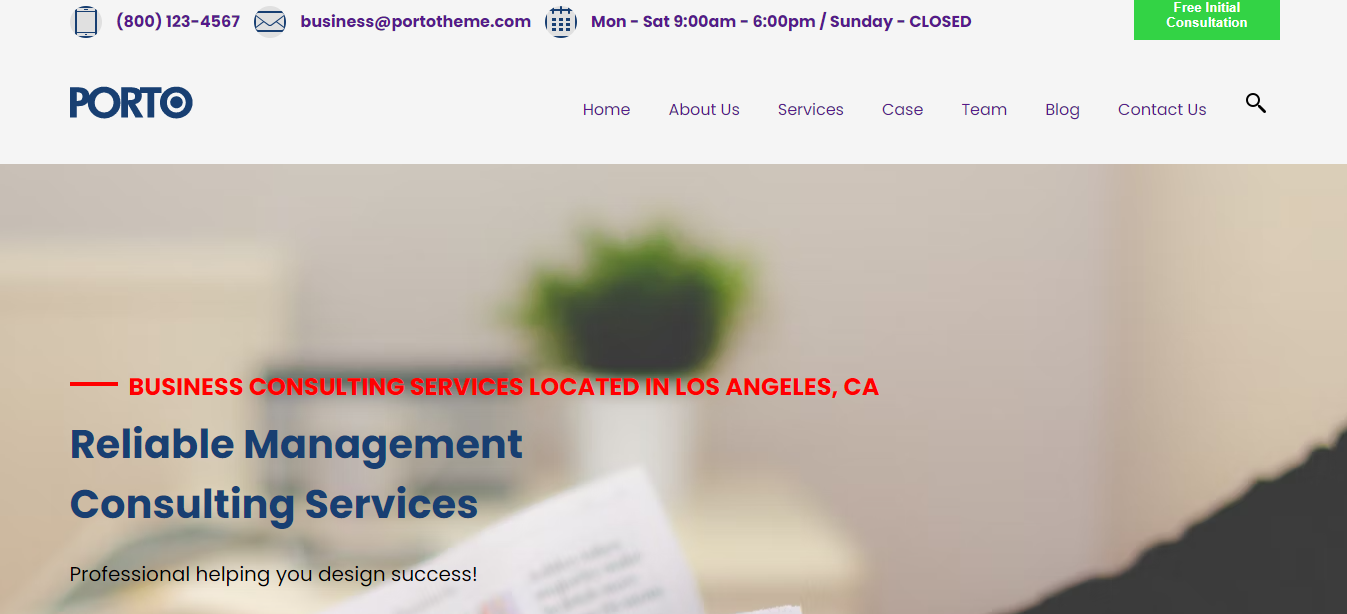 (800) 123-4567 business@portotheme.com Mon - Sat 9:00am - 6:00pm / Sunday - CLOSED
Free Initial
Consultation
PORTO
Home About Us Services Case Team Blog Contact Us
BUSINESS CONSULTING SERVICES LOCATED IN LOS ANGELES, CA
Reliable Management
Consulting Services
Professional helping you design success!